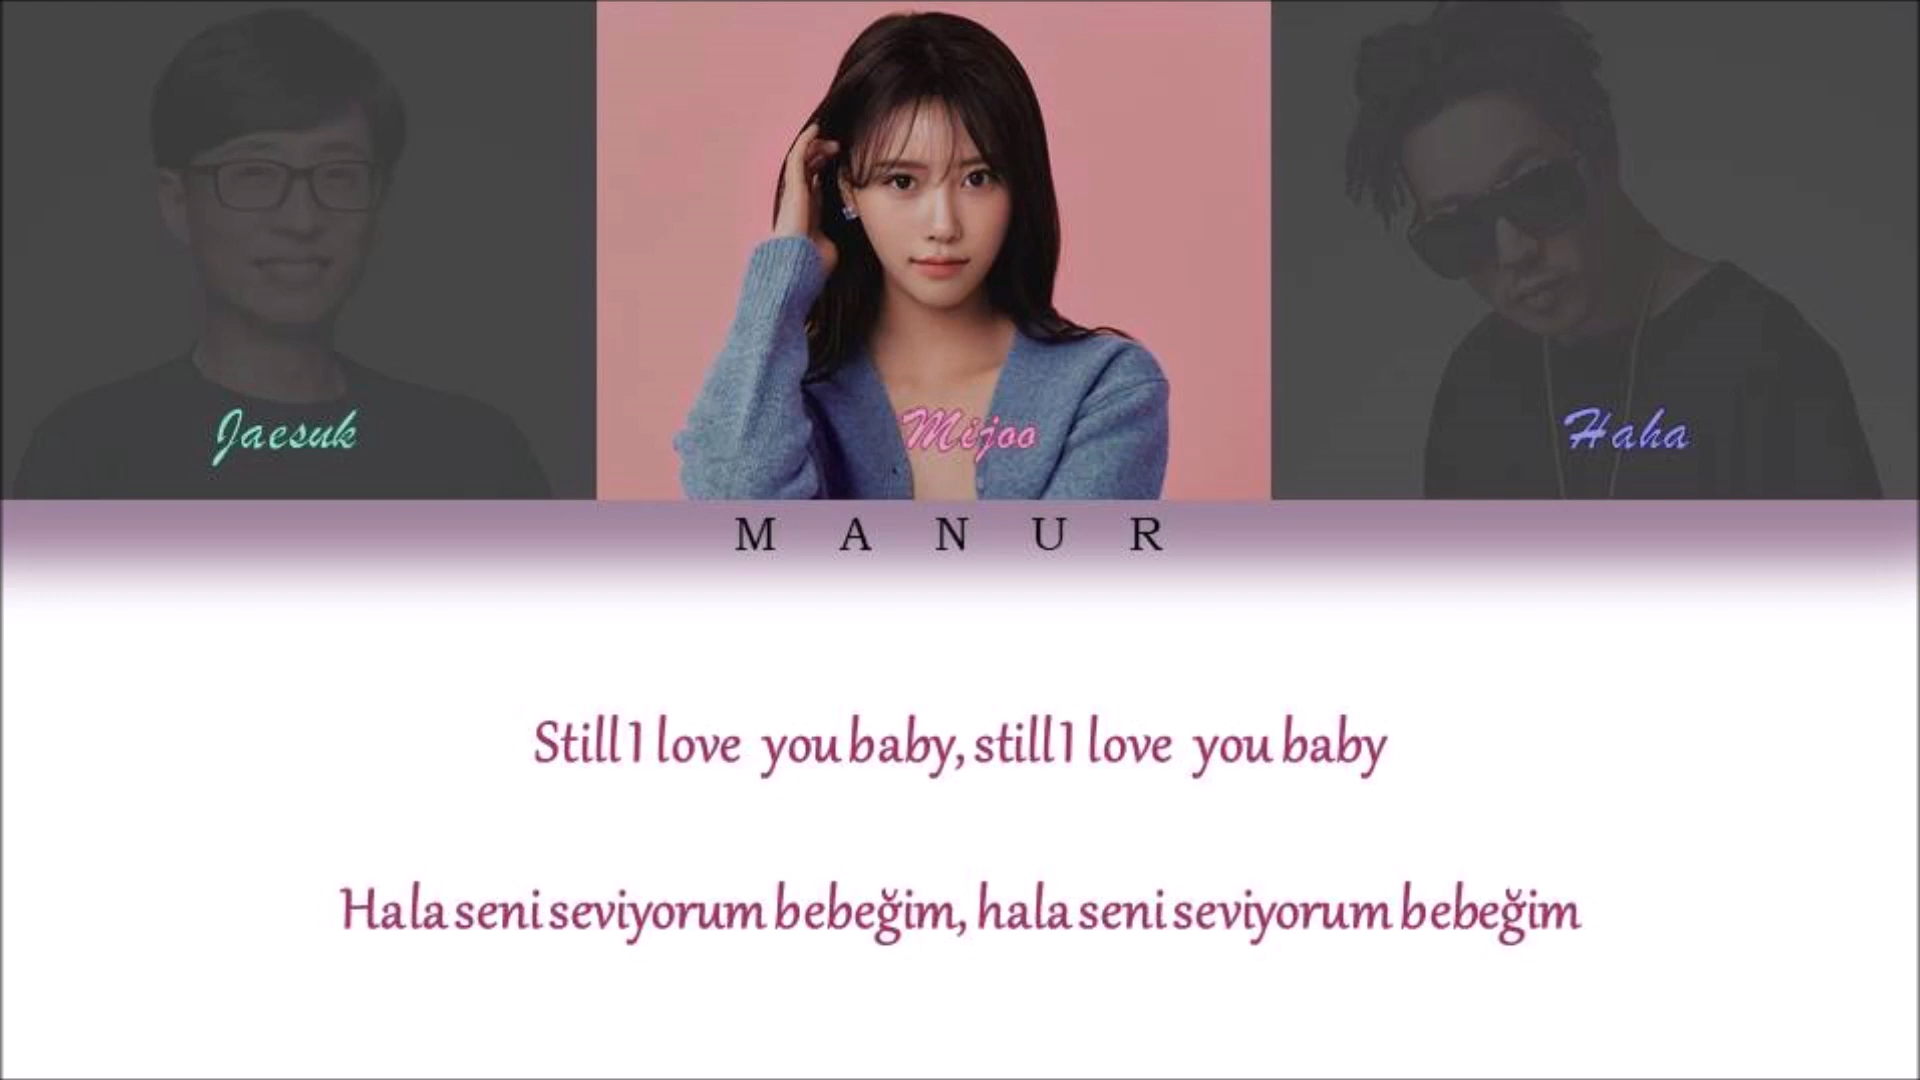 Jaesuk
Mijoo
Haha
M A N U R
Still I love you baby, still I love you baby
Hala seni seviyorum bebeğim, hala seni seviyorum bebeğim